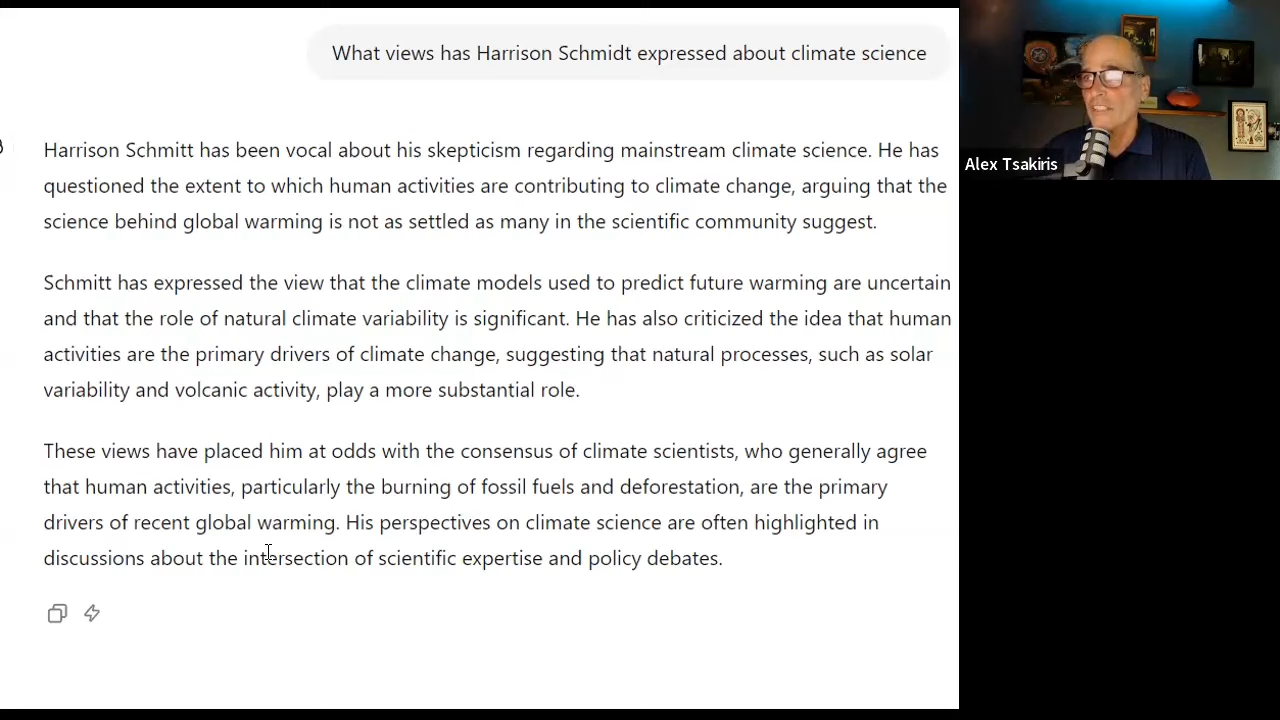 What views has Harrison Schmidt expressed about climate science
Harrison Schmitt has been vocal about his skepticism regarding mainstream climate science. He has
questioned the extent to which human activities are contributing to climate change, arguing that the
science behind global warming is not as settled as many in the scientific community suggest.
Schmitt has expressed the view that the climate models used to predict future warming are uncertain
and that the role of natural climate variability is significant. He has also criticized the idea that human
activities are the primary drivers of climate change, suggesting that natural processes, such as solar
variability and volcanic activity, play a more substantial role.
These views have placed him at odds with the consensus of climate scientists, who generally agree
that human activities, particularly the burning of fossil fuels and deforestation, are the primary
drivers of recent global warming. His perspectives on climate science are often highlighted in
discussions about the intersection of scientific expertise and policy debates.
Alex Tsakiris